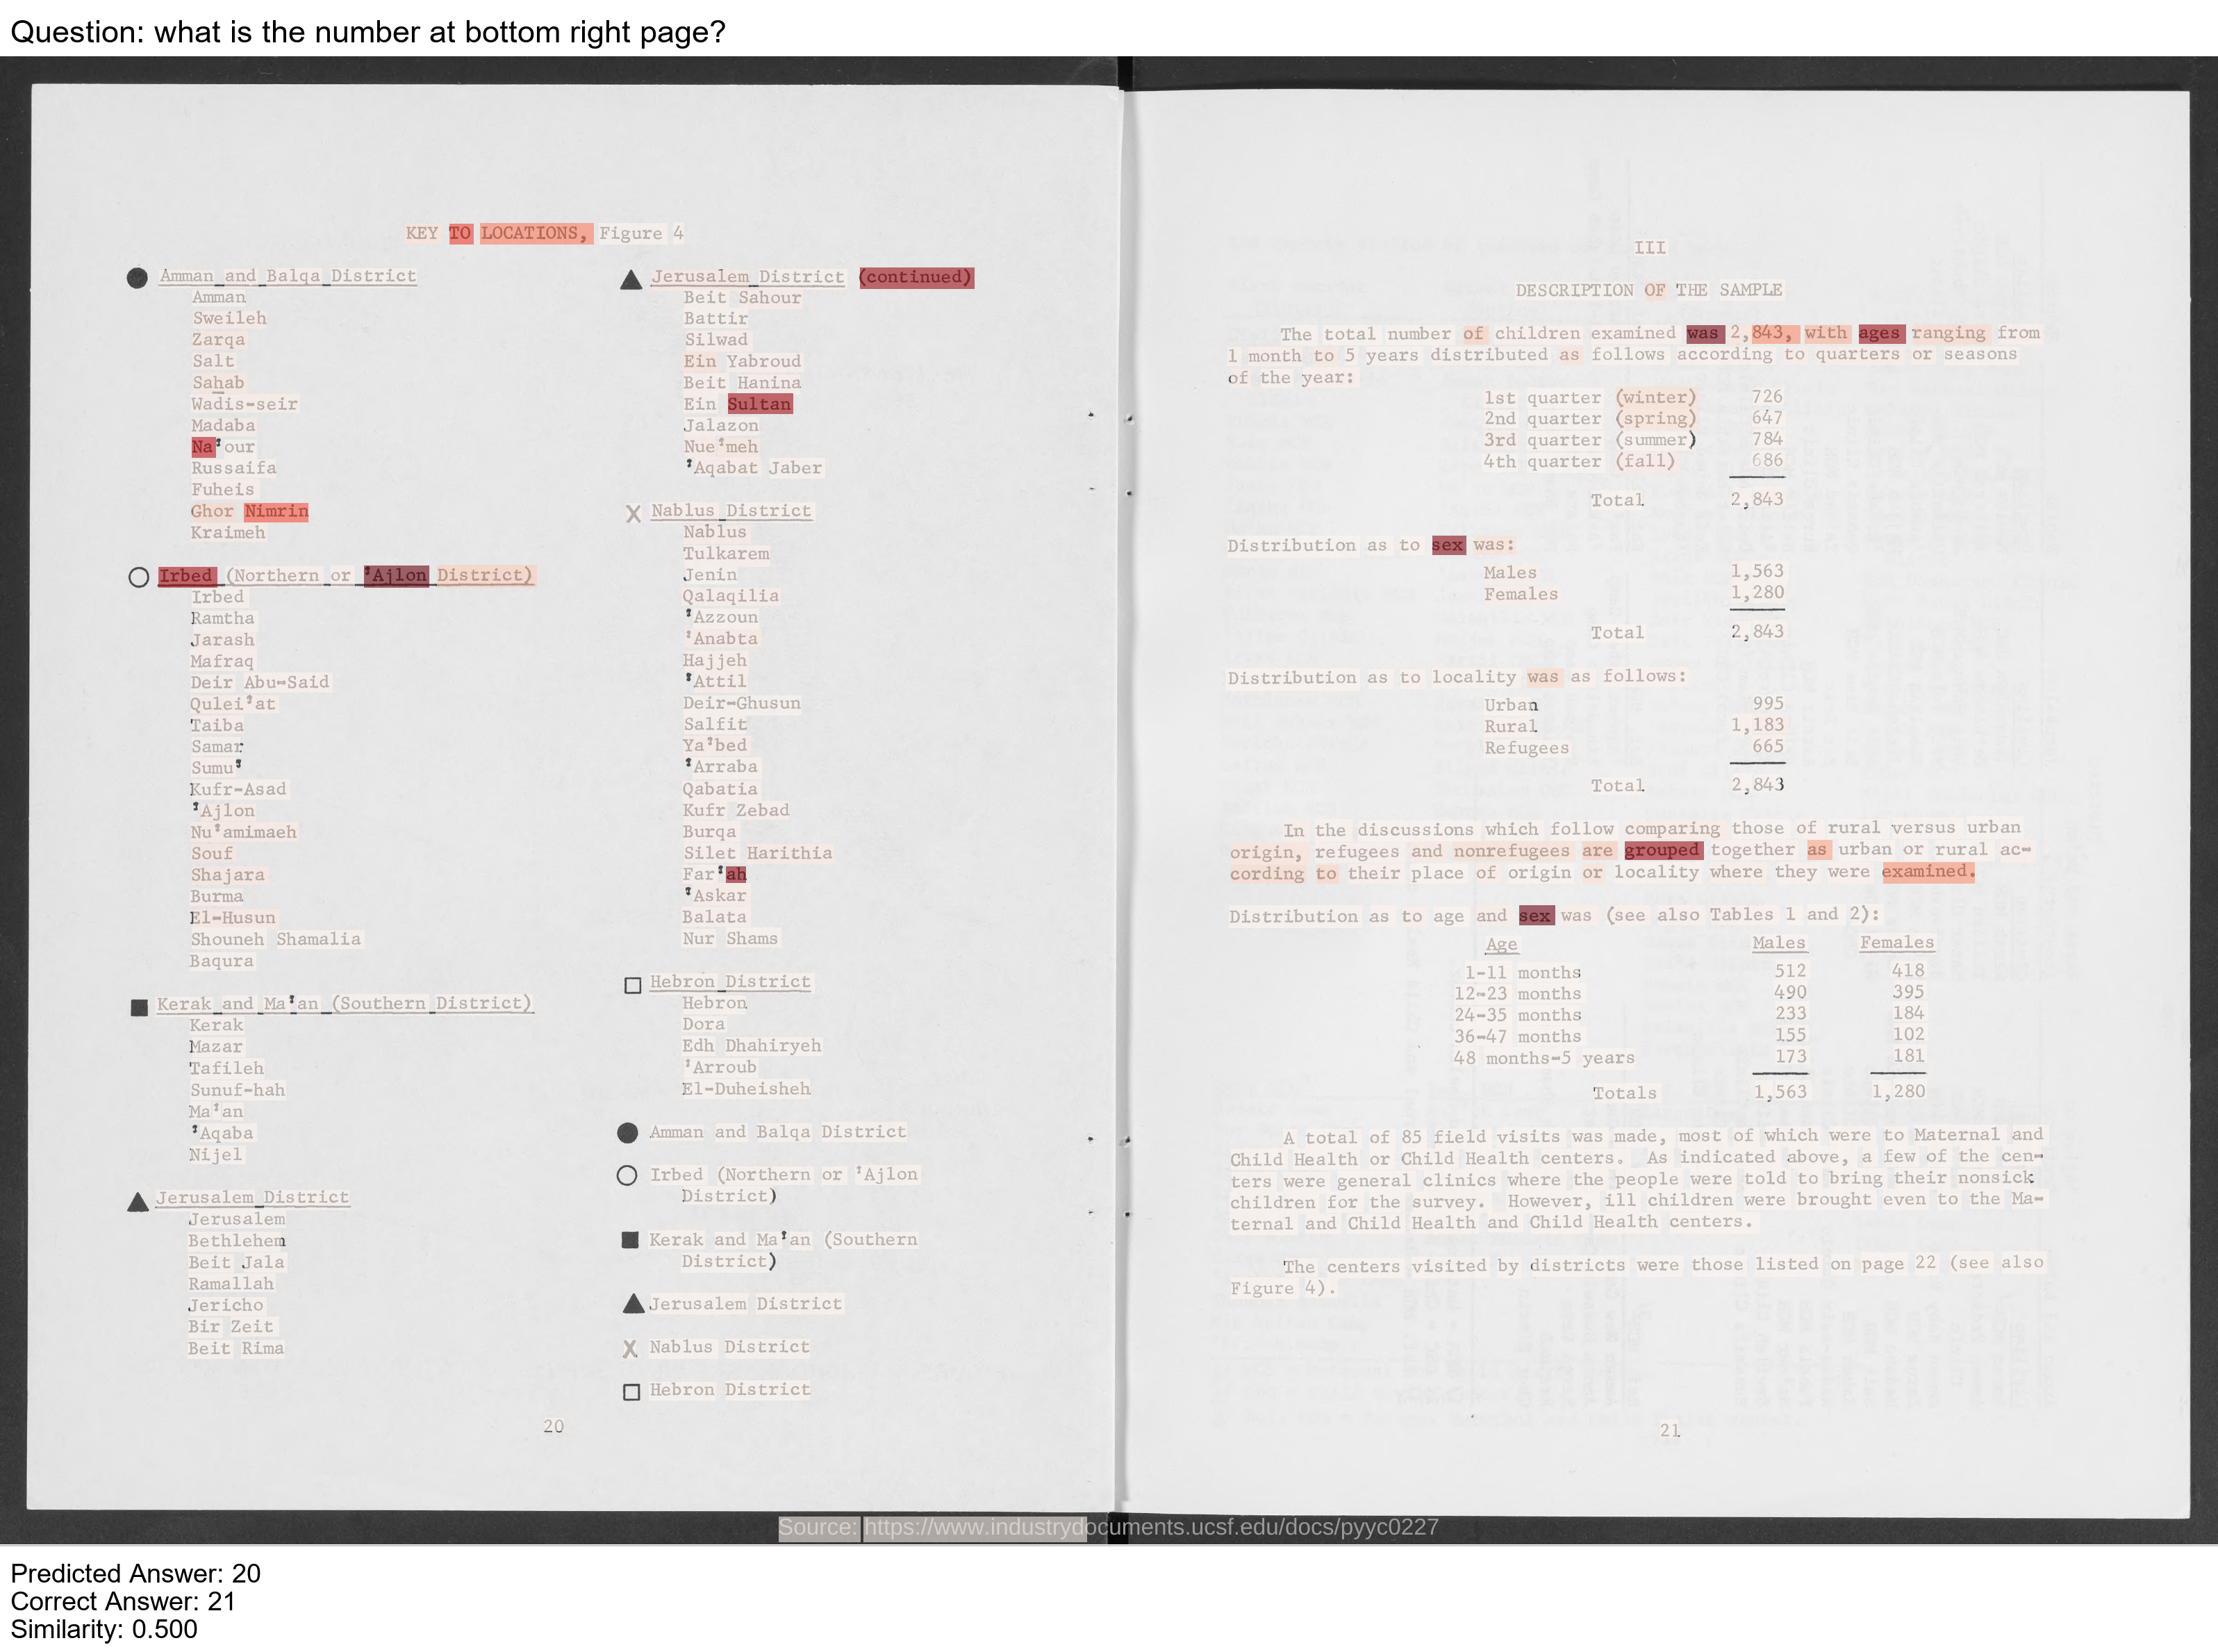 Question: what is the number at bottom right page?
KEY TO LOCATIONS, Figure 4
Amman and Balqa District
Amman
Sweileh
Zarqa
Salt
Sahab
Wadis-seir
Madaba
Na'our
Russaifa
Fuheis
Ghor Nimrin
Kraimeh
Irbed (Northern or 'Ajlon District)
Irbed
Ramtha
Jarash
Mafraq
Deir Abu-Said
Qulei'at
Taiba
Samar
Sumu'
Kufr-Asad
'Ajlon
Nu'amimaeh
Souf
Shajara
Burma
El-Husun
Shouneh Shamalia
Baqura
Kerak and Ma'an (Southern District)
Kerak
Mazar
Tafileh
Sunuf-hah
Ma'an
'Aqaba
Nijel
Jerusalem District
Jerusalem
Bethlehem
Beit Jala
Ramallah
Jericho
Bir Zeit
Beit Rima
Jerusalem District (continued)
Beit Sahour
Battir
Silwad
Ein Yabroud
Beit Hanina
Ein Sultan
Jalazon
Nue'meh
'Aqabat Jaber
X Nablus District
Nablus
Tulkarem
Jenin
Qalaqilia
'Azzoun
'Anabta
Hajjeh
'Attil
Deir-Ghusun
Salfit
Ya'bed
'Arraba
Qabatia
Kufr Zebad
Burqa
Silet Harithia
Far'ah
'Askar
Balata
Nur Shams
Hebron District
Hebron
Dora
Edh Dhahiryeh
'Arroub
El-Duheisheh
Amman and Balqa District
Irbed (Northern or 'Ajlon
District)
Kerak and Ma'an (Southern
District)
Jerusalem District
X Nablus District
Hebron District
20
III
DESCRIPTION OF THE SAMPLE
The total number of children examined was 2,843, with ages ranging from
1 month to 5 years distributed as follows according to quarters or seasons
of the year:
1st quarter (winter) 726
2nd quarter (spring) 647
3rd quarter (summer) 784
4th quarter (fall) 686
Total 2,843
Distribution as to sex was:
Males 1,563
Females 1,280
Total 2,843
Distribution as to locality was as follows:
Urban 995
Rural 1,183
Refugees 665
Total 2,843
In the discussions which follow comparing those of rural versus urban
origin, refugees and nonrefugees are grouped together as urban or rural ac-
cording to their place of origin or locality where they were examined.
Distribution as to age and sex was (see also Tables 1 and 2):
Age Males Females
1-11 months 512 418
12-23 months 490 395
24-35 months 233 184
36-47 months 155 102
48 months-5 years 173 181
Totals 1,563 1,280
A total of 85 field visits was made, most of which were to Maternal and
Child Health or Child Health centers. As indicated above, a few of the cen-
ters were general clinics where the people were told to bring their nonsick
children for the survey. However, ill children were brought even to the Ma-
ternal and Child Health and Child Health centers.
The centers visited by districts were those listed on page 22 (see also
Figure 4).
21
Source: https://www.industrydocuments.ucsf.edu/docs/pyyc0227
Predicted Answer: 20
Correct Answer: 21
Similarity: 0.500